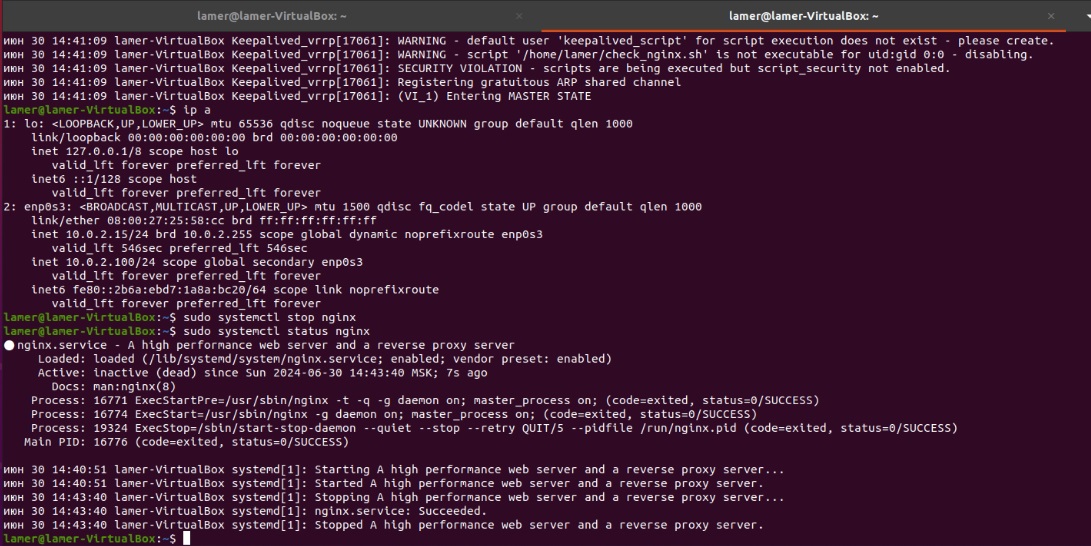 lamer@lamer-VirtualBox: ~ × lamer@lamer-VirtualBox: ~ ×
июн 30 14:41:09 lamer-VirtualBox Keepalived_vrrp[17061]: WARNING - default user 'keepalived_script' for script execution does not exist - please create.
июн 30 14:41:09 lamer-VirtualBox Keepalived_vrrp[17061]: WARNING - script '/home/lamer/check_nginx.sh' is not executable for uid:gid 0:0 - disabling.
июн 30 14:41:09 lamer-VirtualBox Keepalived_vrrp[17061]: SECURITY VIOLATION - scripts are being executed but script_security not enabled.
июн 30 14:41:09 lamer-VirtualBox Keepalived_vrrp[17061]: Registering gratuitous ARP shared channel
июн 30 14:41:09 lamer-VirtualBox Keepalived_vrrp[17061]: (VI_1) Entering MASTER STATE
lamer@lamer-VirtualBox:~$ ip a
1: lo: <LOOPBACK,UP,LOWER_UP> mtu 65536 qdisc noqueue state UNKNOWN group default qlen 1000
    link/loopback 00:00:00:00:00:00 brd 00:00:00:00:00:00
    inet 127.0.0.1/8 scope host lo
       valid_lft forever preferred_lft forever
    inet6 ::1/128 scope host
       valid_lft forever preferred_lft forever
2: enp0s3: <BROADCAST,MULTICAST,UP,LOWER_UP> mtu 1500 qdisc fq_codel state UP group default qlen 1000
    link/ether 08:00:27:25:58:cc brd ff:ff:ff:ff:ff:ff
    inet 10.0.2.15/24 brd 10.0.2.255 scope global dynamic noprefixroute enp0s3
       valid_lft 546sec preferred_lft 546sec
    inet 10.0.2.100/24 scope global secondary enp0s3
       valid_lft forever preferred_lft forever
    inet6 fe80::2b6a:ebd7:1a8a:bc20/64 scope link noprefixroute
       valid_lft forever preferred_lft forever
lamer@lamer-VirtualBox:~$ sudo systemctl stop nginx
lamer@lamer-VirtualBox:~$ sudo systemctl status nginx
● nginx.service - A high performance web server and a reverse proxy server
     Loaded: loaded (/lib/systemd/system/nginx.service; enabled; vendor preset: enabled)
     Active: inactive (dead) since Sun 2024-06-30 14:43:40 MSK; 7s ago
       Docs: man:nginx(8)
    Process: 16771 ExecStartPre=/usr/sbin/nginx -t -q -g daemon on; master_process on; (code=exited, status=0/SUCCESS)
    Process: 16774 ExecStart=/usr/sbin/nginx -g daemon on; master_process on; (code=exited, status=0/SUCCESS)
    Process: 19324 ExecStop=/sbin/start-stop-daemon --quiet --stop --retry QUIT/5 --pidfile /run/nginx.pid (code=exited, status=0/SUCCESS)
   Main PID: 16776 (code=exited, status=0/SUCCESS)
июн 30 14:40:51 lamer-VirtualBox systemd[1]: Starting A high performance web server and a reverse proxy server...
июн 30 14:40:51 lamer-VirtualBox systemd[1]: Started A high performance web server and a reverse proxy server.
июн 30 14:43:40 lamer-VirtualBox systemd[1]: Stopping A high performance web server and a reverse proxy server...
июн 30 14:43:40 lamer-VirtualBox systemd[1]: nginx.service: Succeeded.
июн 30 14:43:40 lamer-VirtualBox systemd[1]: Stopped A high performance web server and a reverse proxy server.
lamer@lamer-VirtualBox:~$